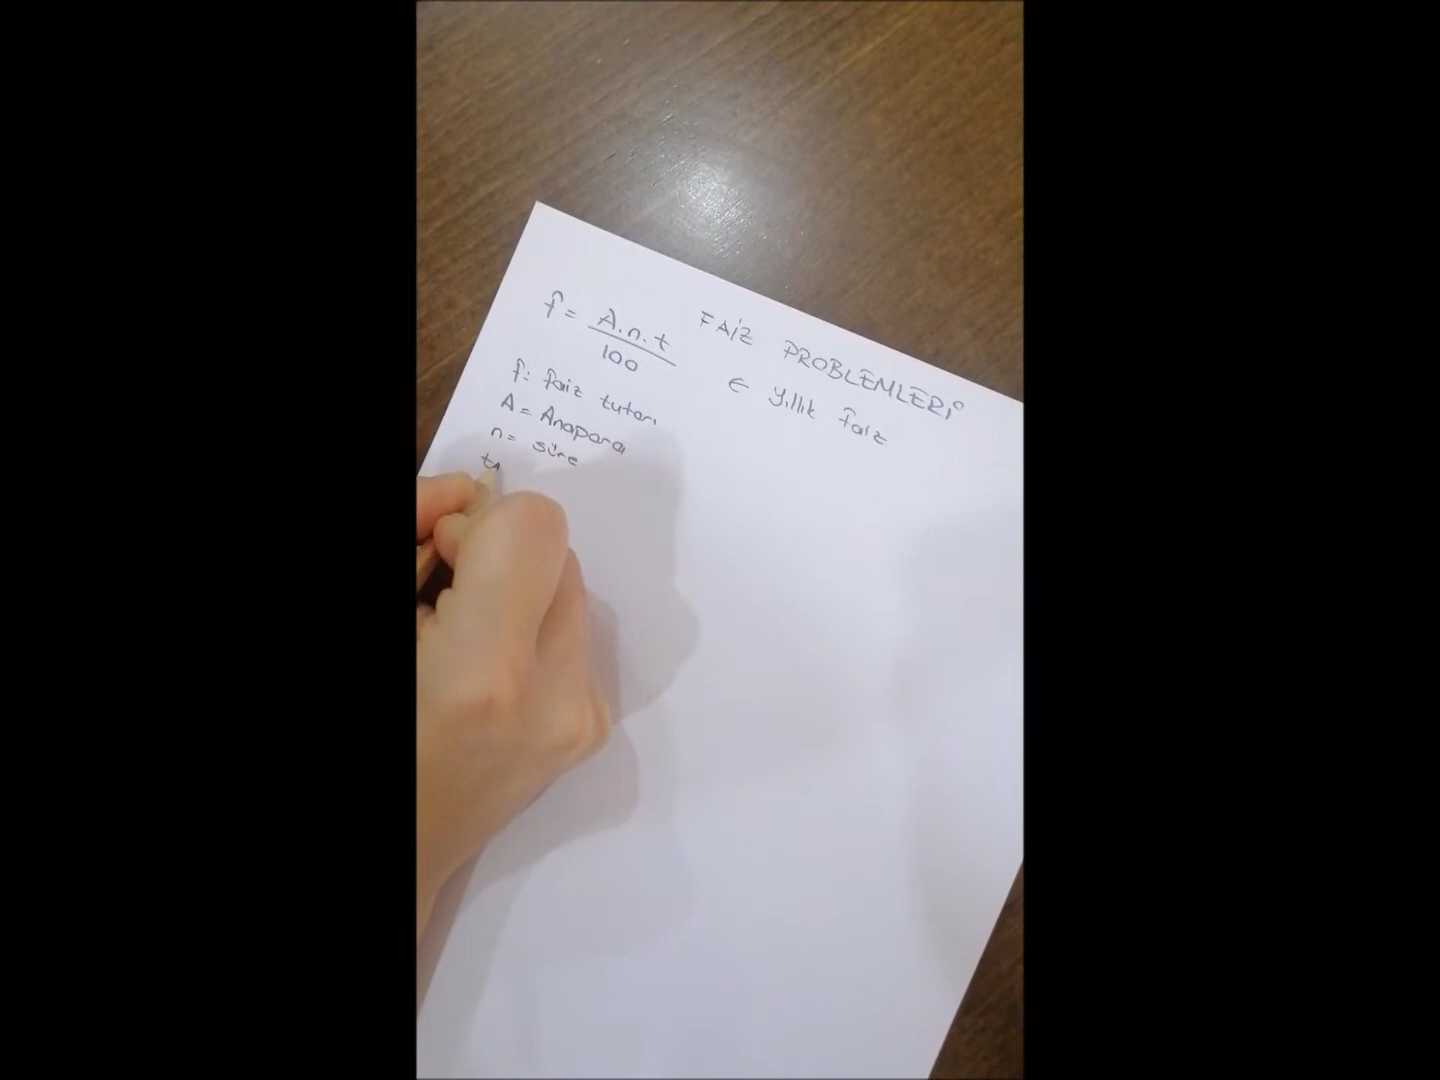 FAİZ PROBLEMLERİ
f = A.n.t
100
← Yıllık faiz
f: faiz tutarı
A = Anapara
n = süre
t